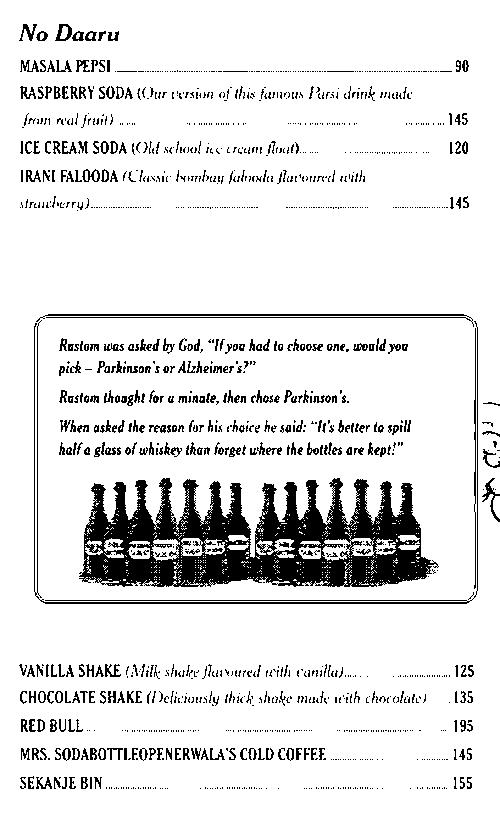 No Daaru
MASALA PEPSI 90
RASPBERRY SODA (Our version of this famous Parsi drink made
from real fruit) 145
ICE CREAM SODA (Old school ice cream float) 120
IRANI FALOODA (Classic bombay falooda flavoured with
strawberry) 145
Rustom was asked by God, “If you had to choose one, would you
pick – Parkinson's or Alzheimer's?”
Rustom thought for a minute, then chose Parkinson's.
When asked the reason for his choice he said: “It's better to spill
half a glass of whiskey than forget where the bottles are kept!”
VANILLA SHAKE (Milk shake flavoured with vanilla) 125
CHOCOLATE SHAKE (Deliciously thick shake made with chocolate) 135
RED BULL 195
MRS. SODABOTTLEOPENERWALA'S COLD COFFEE 145
SEKANJE BIN 155